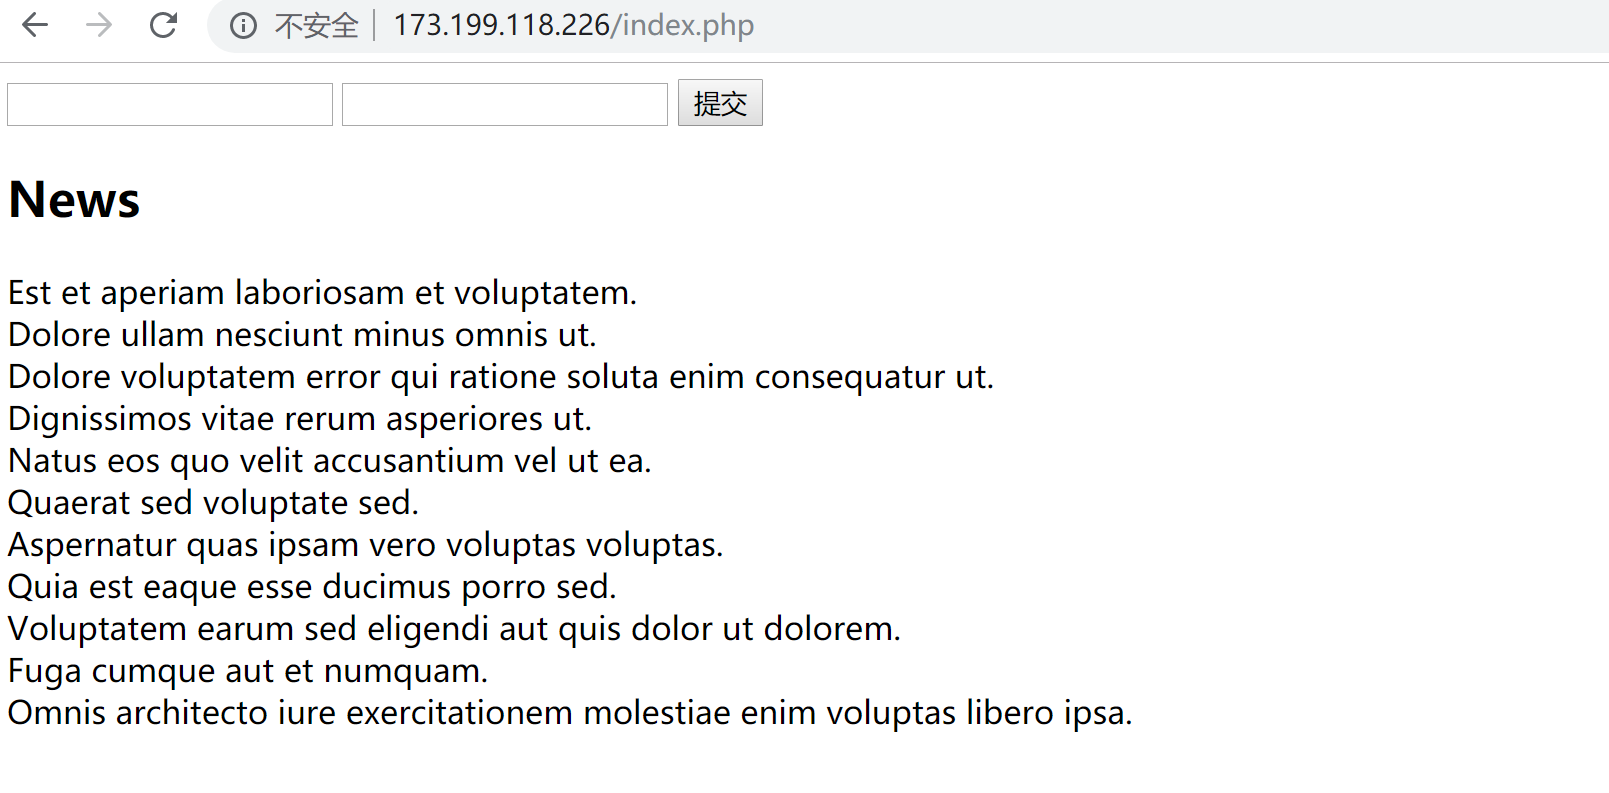 不安全 173.199.118.226/index.php
提交
News
Est et aperiam laboriosam et voluptatem.
Dolore ullam nesciunt minus omnis ut.
Dolore voluptatem error qui ratione soluta enim consequatur ut.
Dignissimos vitae rerum asperiores ut.
Natus eos quo velit accusantium vel ut ea.
Quaerat sed voluptate sed.
Aspernatur quas ipsam vero voluptas voluptas.
Quia est eaque esse ducimus porro sed.
Voluptatem earum sed eligendi aut quis dolor ut dolorem.
Fuga cumque aut et numquam.
Omnis architecto iure exercitationem molestiae enim voluptas libero ipsa.